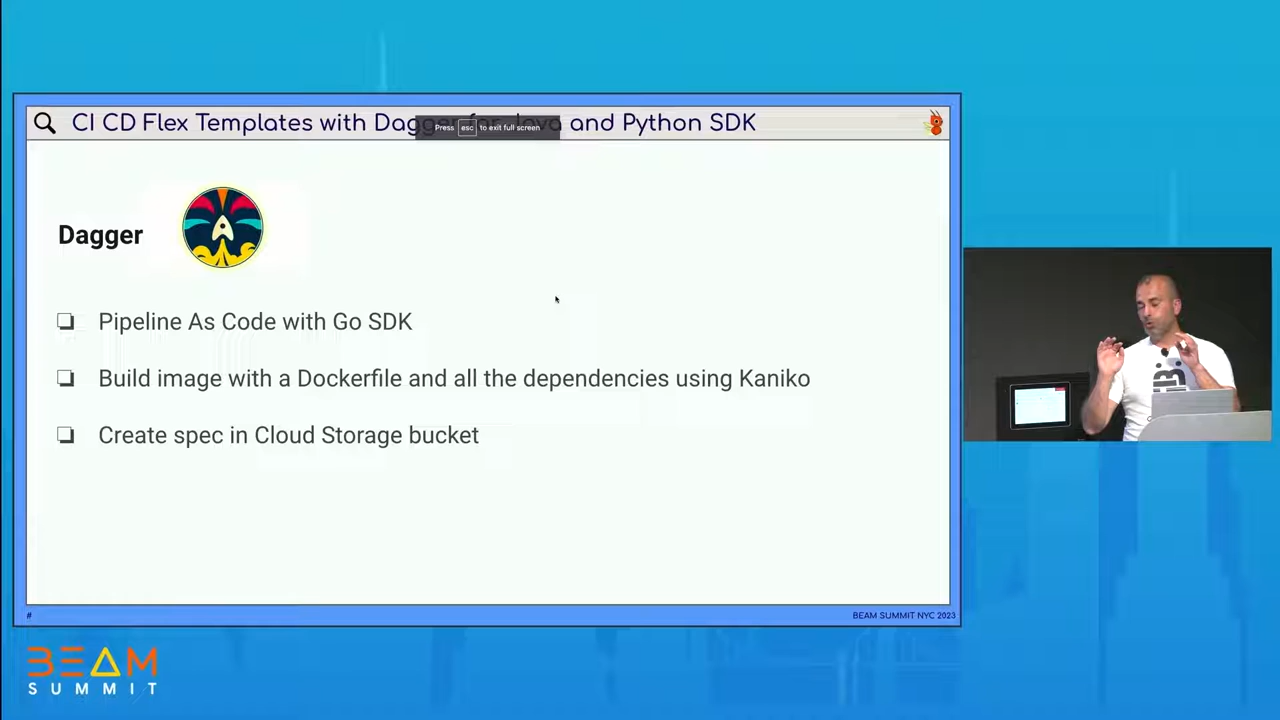 CI CD Flex Templates with Dagger for Java and Python SDK
Press esc to exit full screen
Dagger
Pipeline As Code with Go SDK
Build image with a Dockerfile and all the dependencies using Kaniko
Create spec in Cloud Storage bucket
#
BEAM SUMMIT NYC 2023
BEAM
SUMMIT